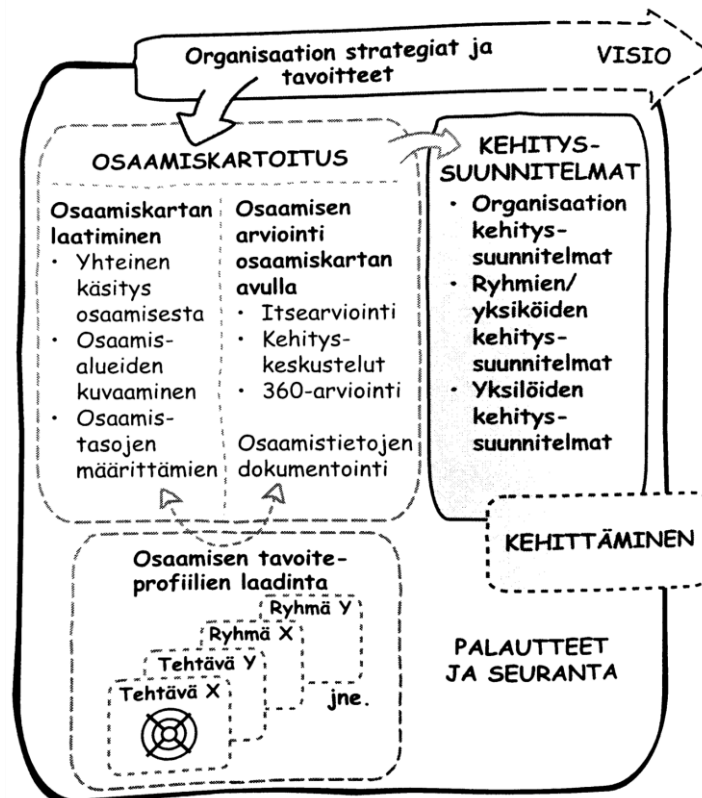 Organisaation strategiat ja
tavoitteet
VISIO
OSAAMISKARTOITUS
Osaamiskartan
laatiminen
· Yhteinen
käsitys
osaamisesta
· Osaamis-
alueiden
kuvaaminen
· Osaamis-
tasojen
määrittämien
Osaamisen
arviointi
osaamiskartan
avulla
· Itsearviointi
· Kehitys-
keskustelut
· 360-arviointi
Osaamistietojen
dokumentointi
KEHITYS-
SUUNNITELMAT
· Organisaation
kehitys-
suunnitelmat
· Ryhmien/
yksiköiden
kehitys-
suunnitelmat
· Yksilöiden
kehitys-
suunnitelmat
KEHITTÄMINEN
Osaamisen tavoite-
profiilien laadinta
Ryhmä Y
Ryhmä X
Tehtävä Y
Tehtävä X
jne.
PALAUTTEET
JA SEURANTA